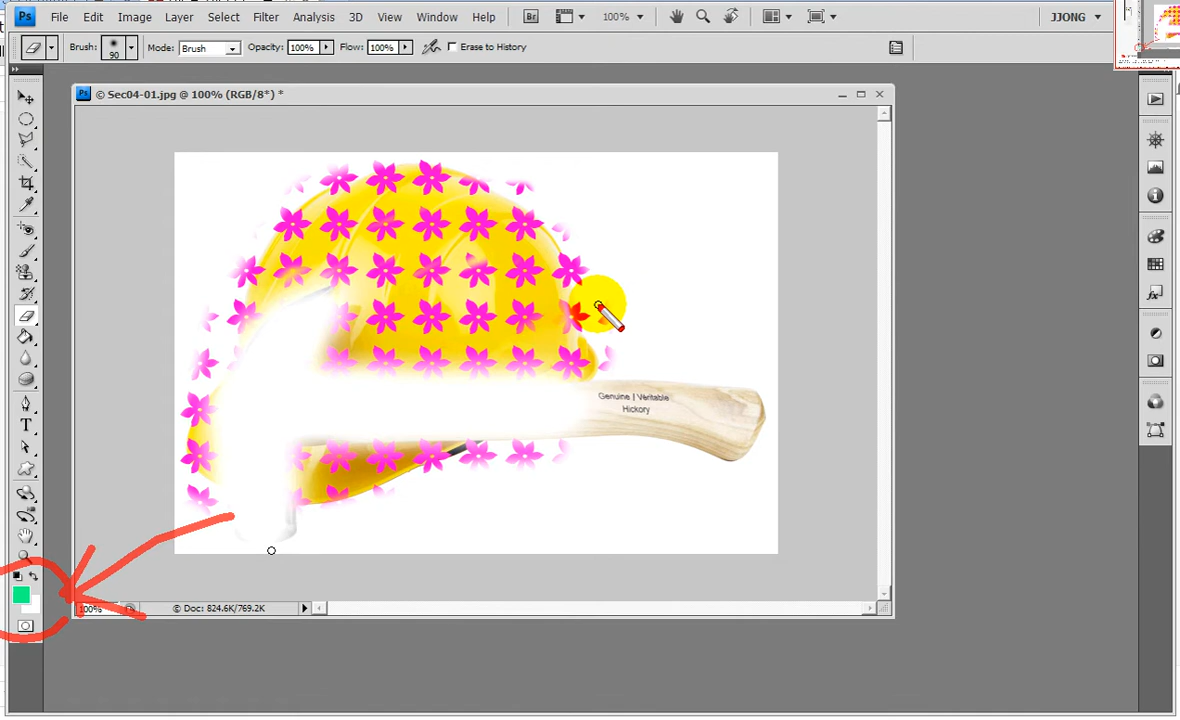 Ps File Edit Image Layer Select Filter Analysis 3D View Window Help Br 100% JJONG
Brush: 90 Mode: Brush Opacity: 100% Flow: 100% Erase to History
Ps © Sec04-01.jpg @ 100% (RGB/8*) *
Genuine | Veritable
Hickory
T
fx
100% © Doc: 824.6K/769.2K